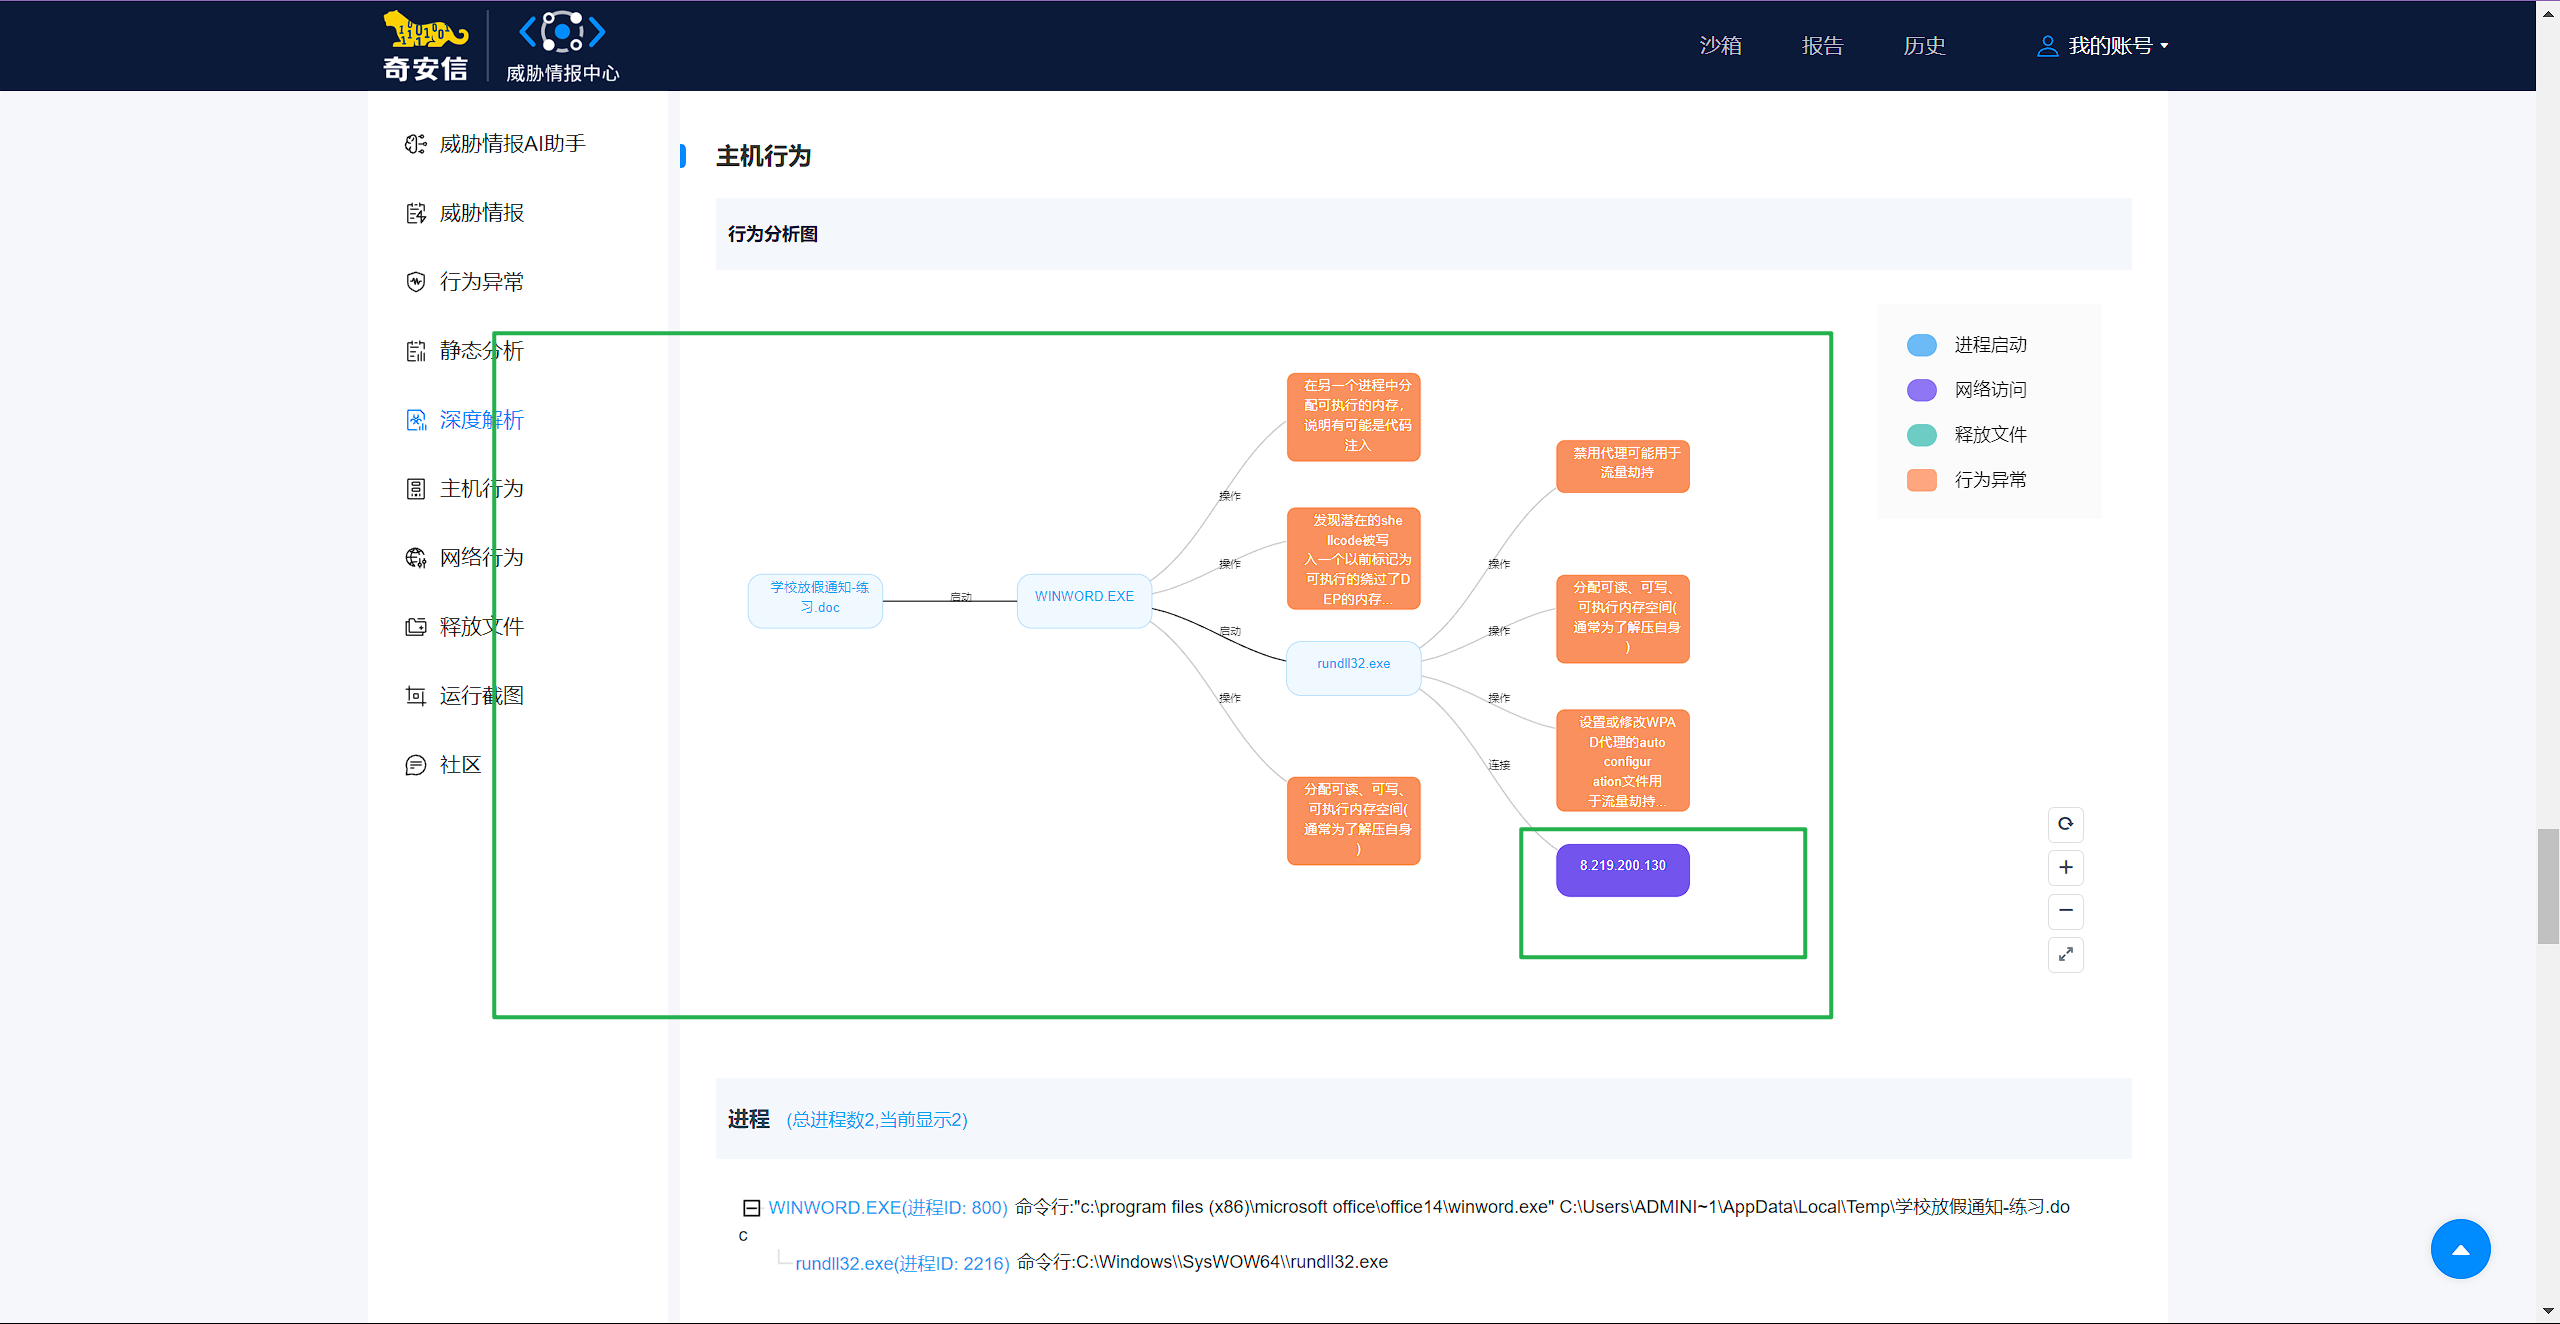 奇安信
威胁情报中心
沙箱
报告
历史
我的账号
威胁情报AI助手
威胁情报
行为异常
静态分析
深度解析
主机行为
网络行为
释放文件
运行截图
社区
主机行为
行为分析图
进程启动
网络访问
释放文件
行为异常
学校放假通知-练
习.doc
启动
WINWORD.EXE
操作
操作
启动
操作
在另一个进程中分
配可执行的内存，
说明有可能是代码
注入
发现潜在的she
llcode被写
入一个以前标记为
可执行的绕过了D
EP的内存...
rundll32.exe
分配可读、可写、
可执行内存空间(
通常为了解压自身
)
操作
操作
操作
连接
禁用代理可能用于
流量劫持
分配可读、可写、
可执行内存空间(
通常为了解压自身
)
设置或修改WPA
D代理的auto
configur
ation文件用
于流量劫持...
8.219.200.130
进程 (总进程数2,当前显示2)
WINWORD.EXE(进程ID: 800) 命令行:"c:\program files (x86)\microsoft office\office14\winword.exe" C:\Users\ADMINI~1\AppData\Local\Temp\学校放假通知-练习.do
c
rundll32.exe(进程ID: 2216) 命令行:C:\Windows\\SysWOW64\\rundll32.exe